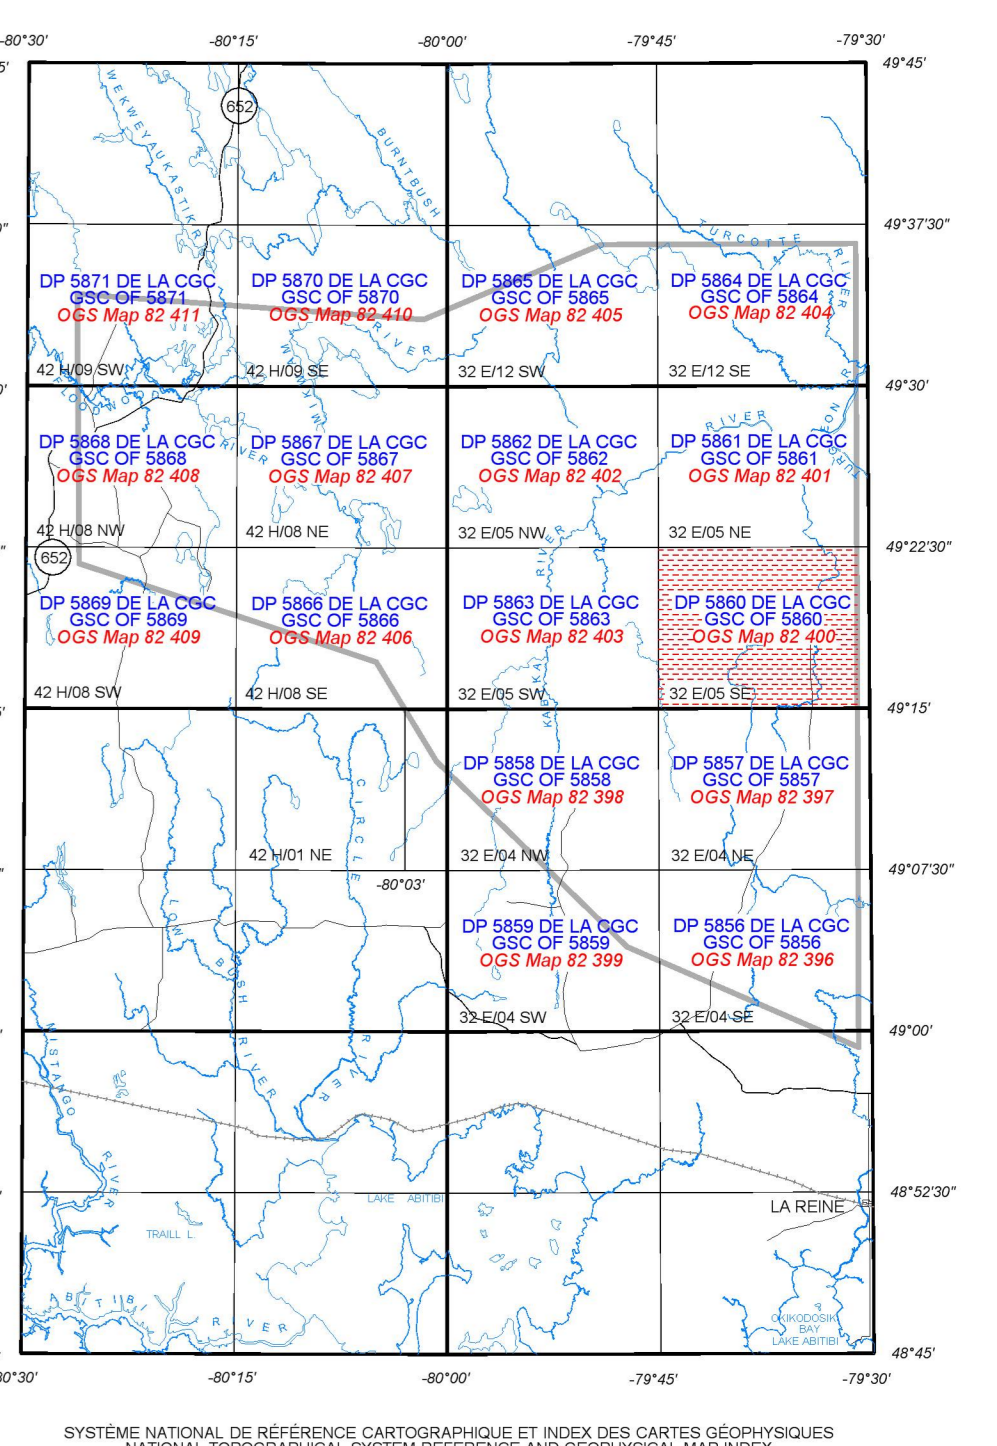 -80°30' -80°15' -80°00' -79°45' -79°30'
49°45'
WEKWEYAUKASTIK
652
BURNTBUSH
49°37'30"
TURCOTTE
RIVER
DP 5871 DE LA CGC
GSC OF 5871
OGS Map 82 411
DP 5870 DE LA CGC
GSC OF 5870
OGS Map 82 410
DP 5865 DE LA CGC
GSC OF 5865
OGS Map 82 405
DP 5864 DE LA CGC
GSC OF 5864
OGS Map 82 404
RIVER
42 H/09 SW
42 H/09 SE
32 E/12 SW
32 E/12 SE
49°30'
FLOODWOOD
RIVER
RIVER
DP 5868 DE LA CGC
GSC OF 5868
OGS Map 82 408
DP 5867 DE LA CGC
GSC OF 5867
OGS Map 82 407
DP 5862 DE LA CGC
GSC OF 5862
OGS Map 82 402
DP 5861 DE LA CGC
GSC OF 5861
OGS Map 82 401
42 H/08 NW
42 H/08 NE
32 E/05 NW
32 E/05 NE
49°22'30"
652
RIVER
DP 5869 DE LA CGC
GSC OF 5869
OGS Map 82 409
DP 5866 DE LA CGC
GSC OF 5866
OGS Map 82 406
DP 5863 DE LA CGC
GSC OF 5863
OGS Map 82 403
DP 5860 DE LA CGC
GSC OF 5860
OGS Map 82 400
42 H/08 SW
42 H/08 SE
32 E/05 SW
32 E/05 SE
49°15'
DP 5858 DE LA CGC
GSC OF 5858
OGS Map 82 398
DP 5857 DE LA CGC
GSC OF 5857
OGS Map 82 397
CIRCLE
42 H/01 NE
32 E/04 NW
32 E/04 NE
49°07'30"
-80°03'
LOW
BUSH
RIVER
DP 5859 DE LA CGC
GSC OF 5859
OGS Map 82 399
DP 5856 DE LA CGC
GSC OF 5856
OGS Map 82 396
32 E/04 SW
32 E/04 SE
49°00'
MISTANGO
RIVER
RIVER
48°52'30"
LAKE ABITIBI
LA REINE
TRAILL L.
ABITIBI RIVER
OKIKODOSIK
BAY
LAKE ABITIBI
48°45'
-80°15' -80°00' -79°45' -79°30'
SYSTÈME NATIONAL DE RÉFÉRENCE CARTOGRAPHIQUE ET INDEX DES CARTES GÉOPHYSIQUES
NATIONAL TOPOGRAPHICAL SYSTEM REFERENCE AND GEOPHYSICAL MAP INDEX